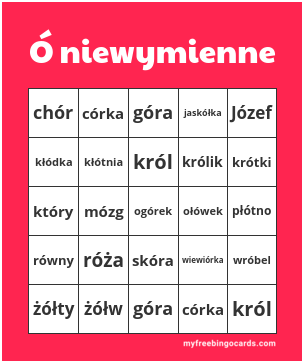 Ó niewymienne
chór córka góra jaskółka Józef
kłódka kłótnia król królik krótki
który mózg ogórek ołówek płótno
równy róża skóra wiewiórka wróbel
żółty żółw góra córka król
myfreebingocards.com